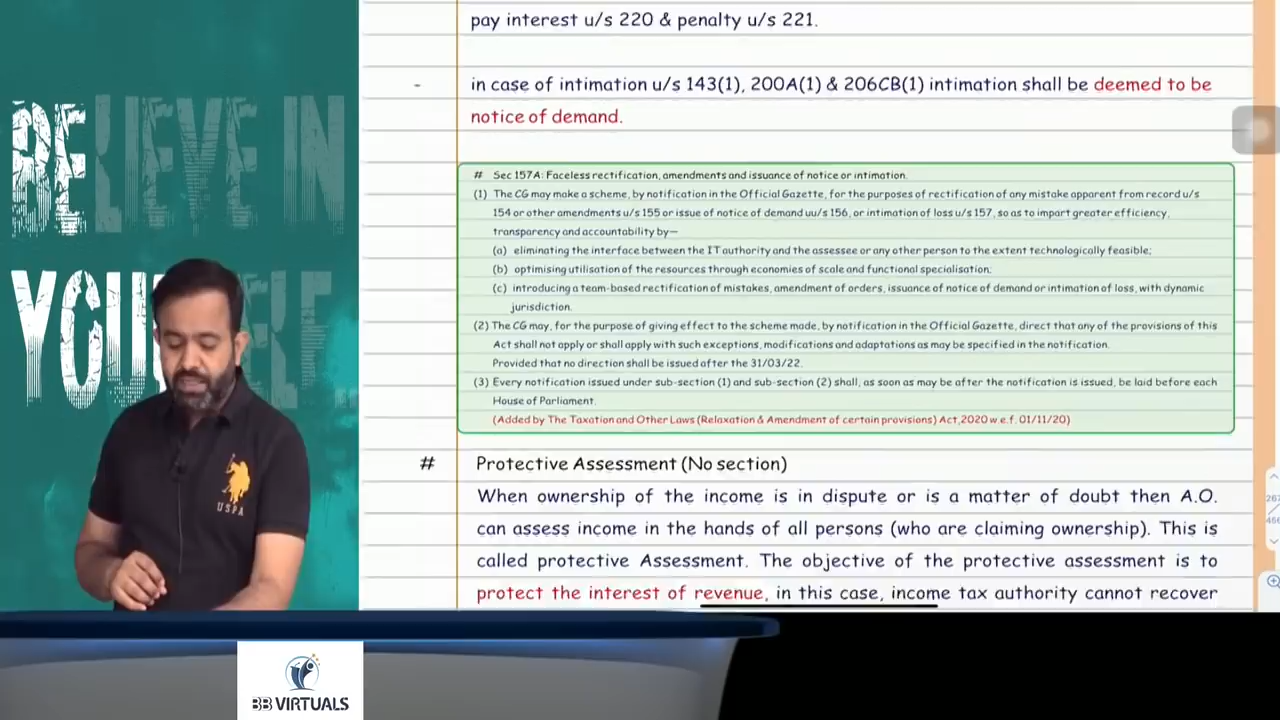 BELIEVE IN
YOURSELF
pay interest u/s 220 & penalty u/s 221.
- in case of intimation u/s 143(1), 200A(1) & 206CB(1) intimation shall be deemed to be
notice of demand.
# Sec 157A: Faceless rectification, amendments and issuance of notice or intimation.
(1) The CG may make a scheme, by notification in the Official Gazette, for the purposes of rectification of any mistake apparent from record u/s
154 or other amendments u/s 155 or issue of notice of demand uu/s 156, or intimation of loss u/s 157, so as to impart greater efficiency,
transparency and accountability by—
(a) eliminating the interface between the IT authority and the assessee or any other person to the extent technologically feasible;
(b) optimising utilisation of the resources through economies of scale and functional specialisation;
(c) introducing a team-based rectification of mistakes, amendment of orders, issuance of notice of demand or intimation of loss, with dynamic
jurisdiction.
(2) The CG may, for the purpose of giving effect to the scheme made, by notification in the Official Gazette, direct that any of the provisions of this
Act shall not apply or shall apply with such exceptions, modifications and adaptations as may be specified in the notification.
Provided that no direction shall be issued after the 31/03/22.
(3) Every notification issued under sub-section (1) and sub-section (2) shall, as soon as may be after the notification is issued, be laid before each
House of Parliament.
(Added by The Taxation and Other Laws (Relaxation & Amendment of certain provisions) Act,2020 w.e.f. 01/11/20)
# Protective Assessment (No section)
When ownership of the income is in dispute or is a matter of doubt then A.O.
can assess income in the hands of all persons (who are claiming ownership). This is
called protective Assessment. The objective of the protective assessment is to
protect the interest of revenue, in this case, income tax authority cannot recover
USPA
BB VIRTUALS